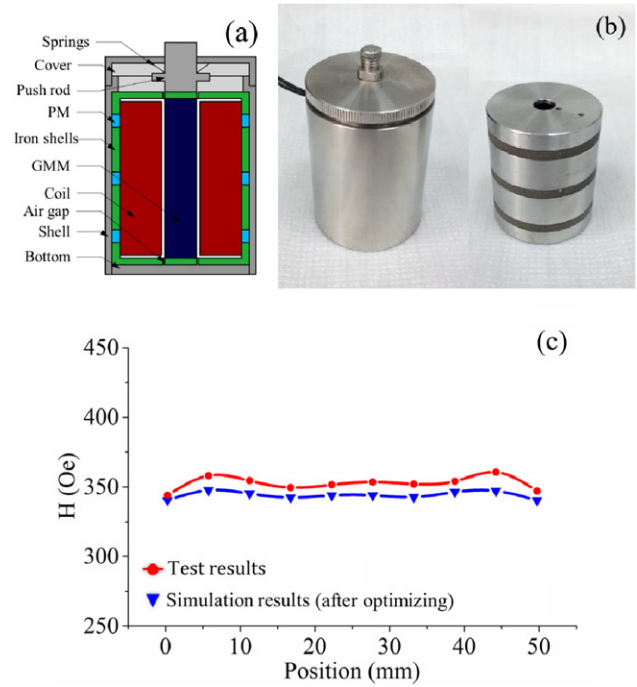 (a)
Springs
Cover
Push rod
PM
Iron shells
GMM
Coil
Air gap
Shell
Bottom
(b)
(c)
450
400
350
300
250
H (Oe)
Test results
Simulation results (after optimizing)
0 10 20 30 40 50
Position (mm)